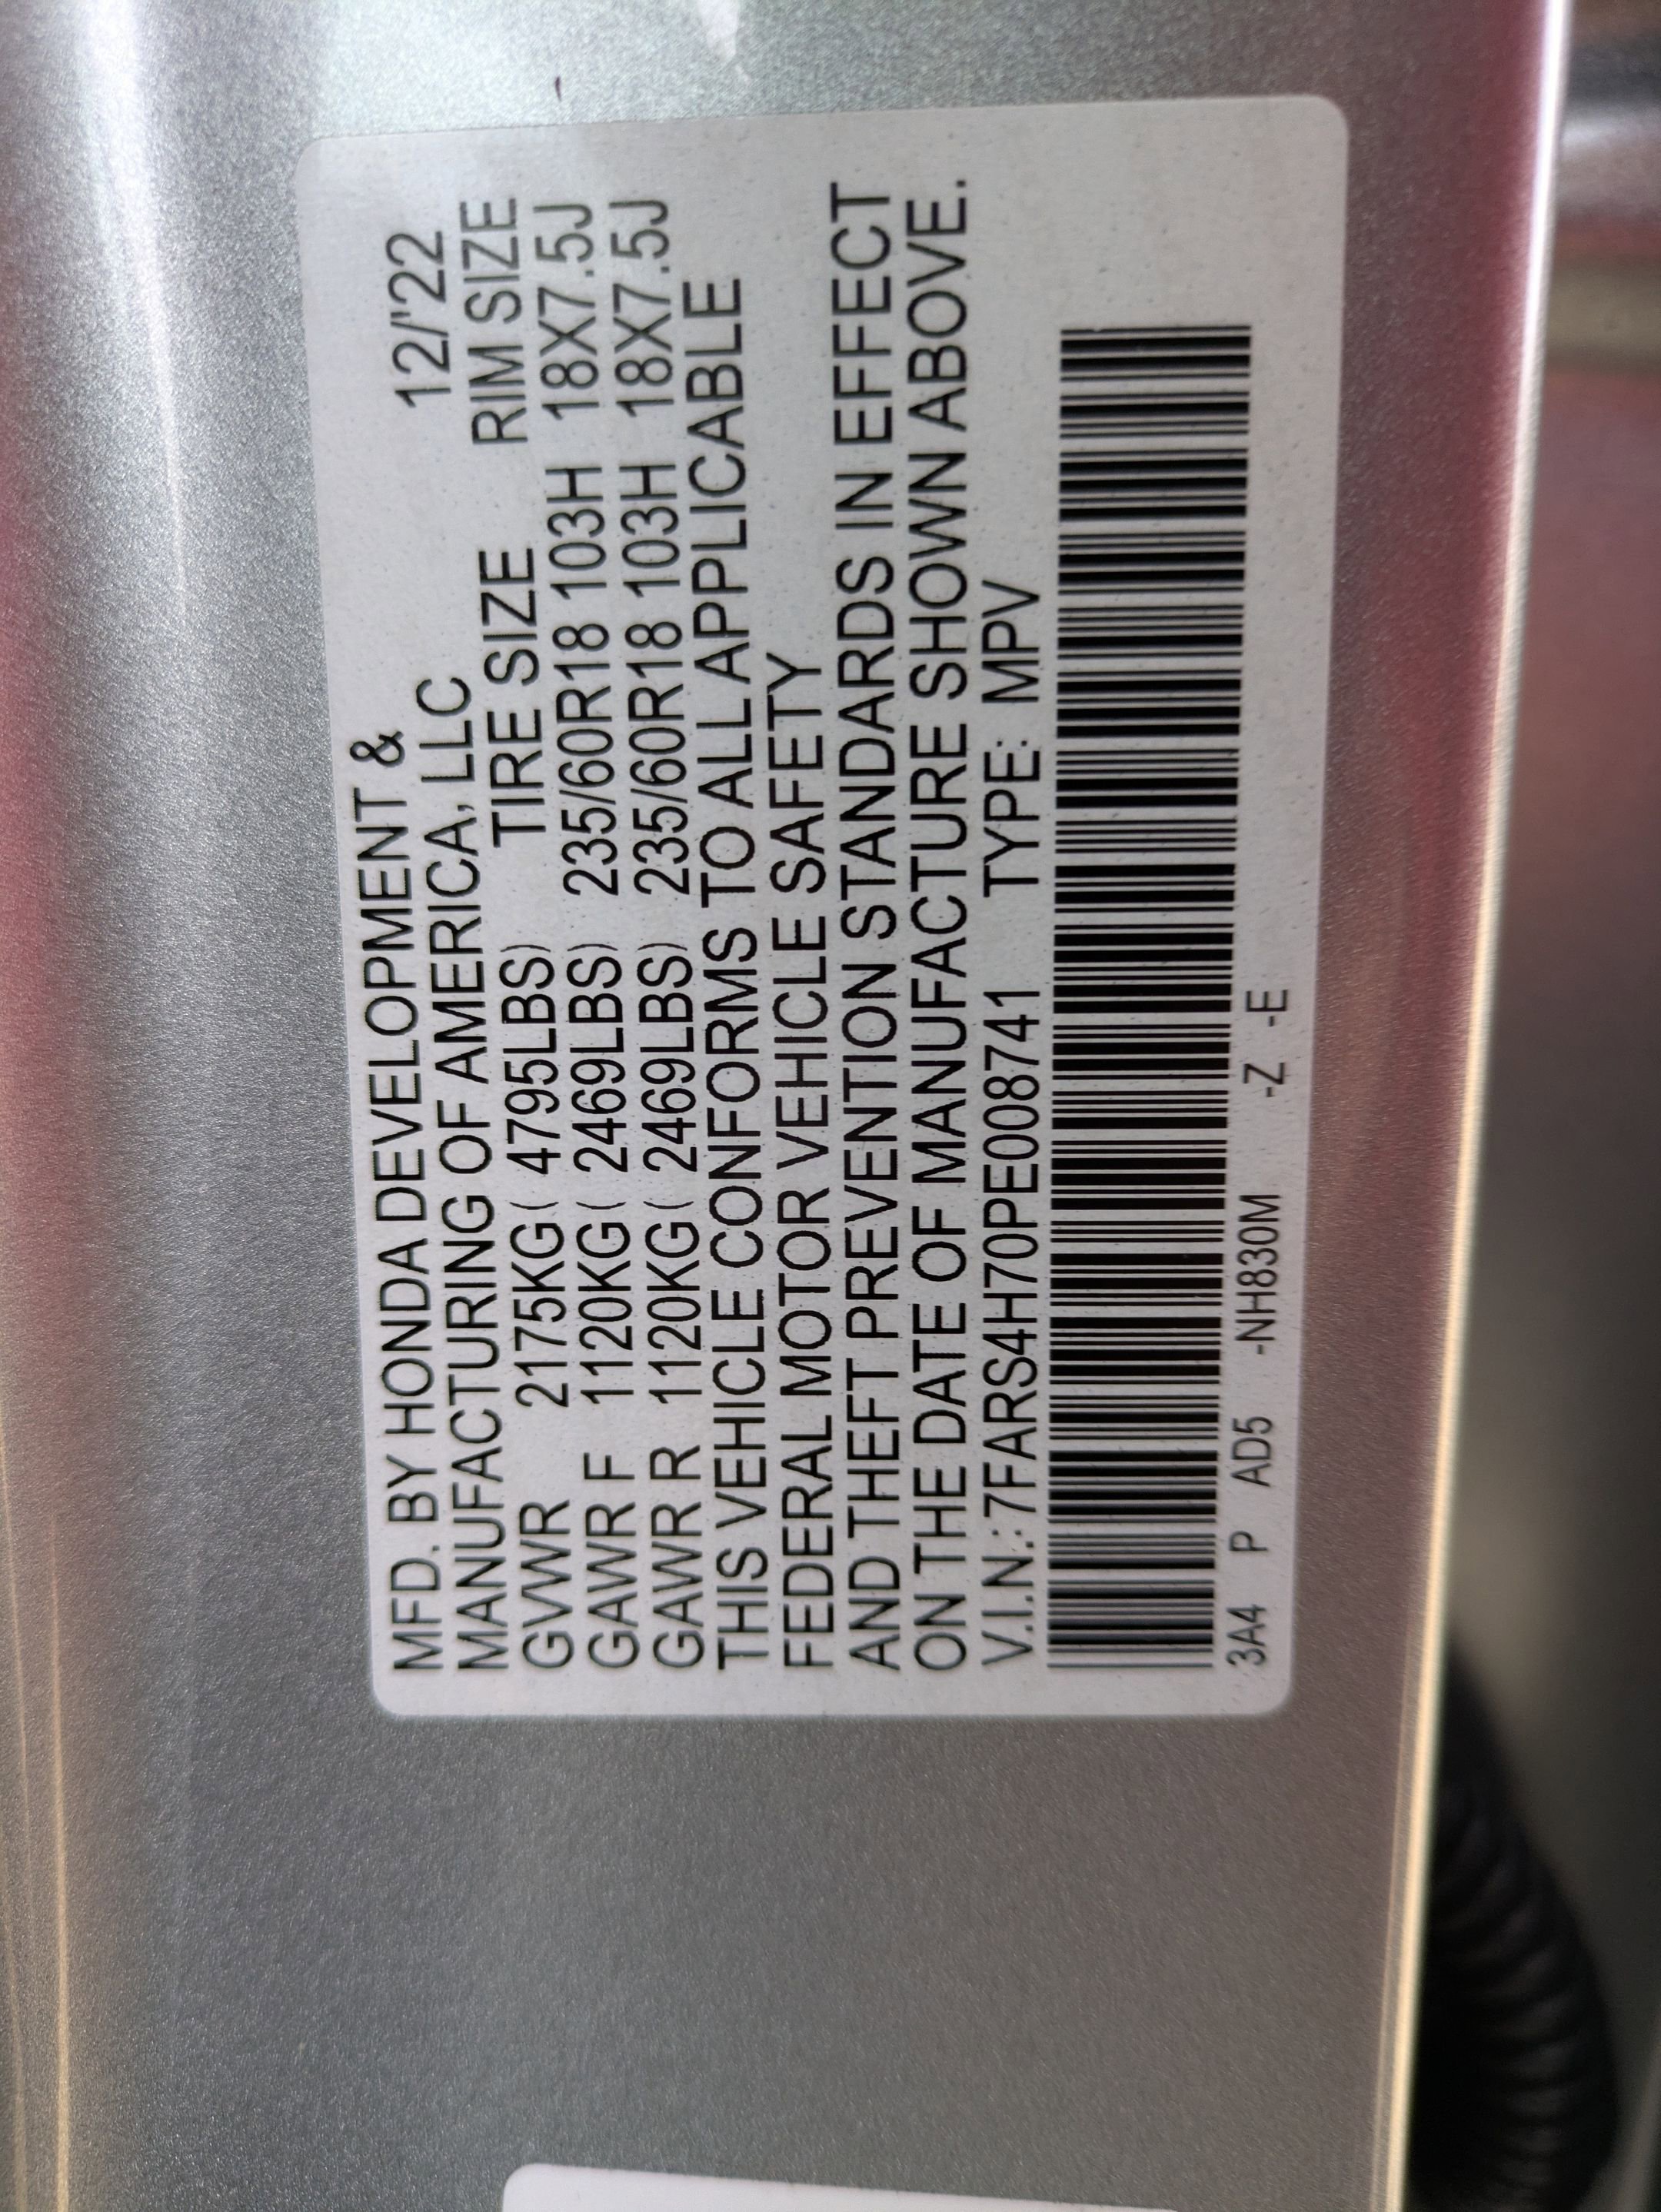 MFD. BY HONDA DEVELOPMENT &
MANUFACTURING OF AMERICA, LLC 12/'22
GVWR 2175KG( 4795LBS) TIRE SIZE RIM SIZE
GAWR F 1120KG( 2469LBS) 235/60R18 103H 18X7.5J
GAWR R 1120KG( 2469LBS) 235/60R18 103H 18X7.5J
THIS VEHICLE CONFORMS TO ALL APPLICABLE
FEDERAL MOTOR VEHICLE SAFETY
AND THEFT PREVENTION STANDARDS IN EFFECT
ON THE DATE OF MANUFACTURE SHOWN ABOVE.
V.I.N.:7FARS4H70PE008741 TYPE: MPV
3A4 P AD5 -NH830M -Z -E